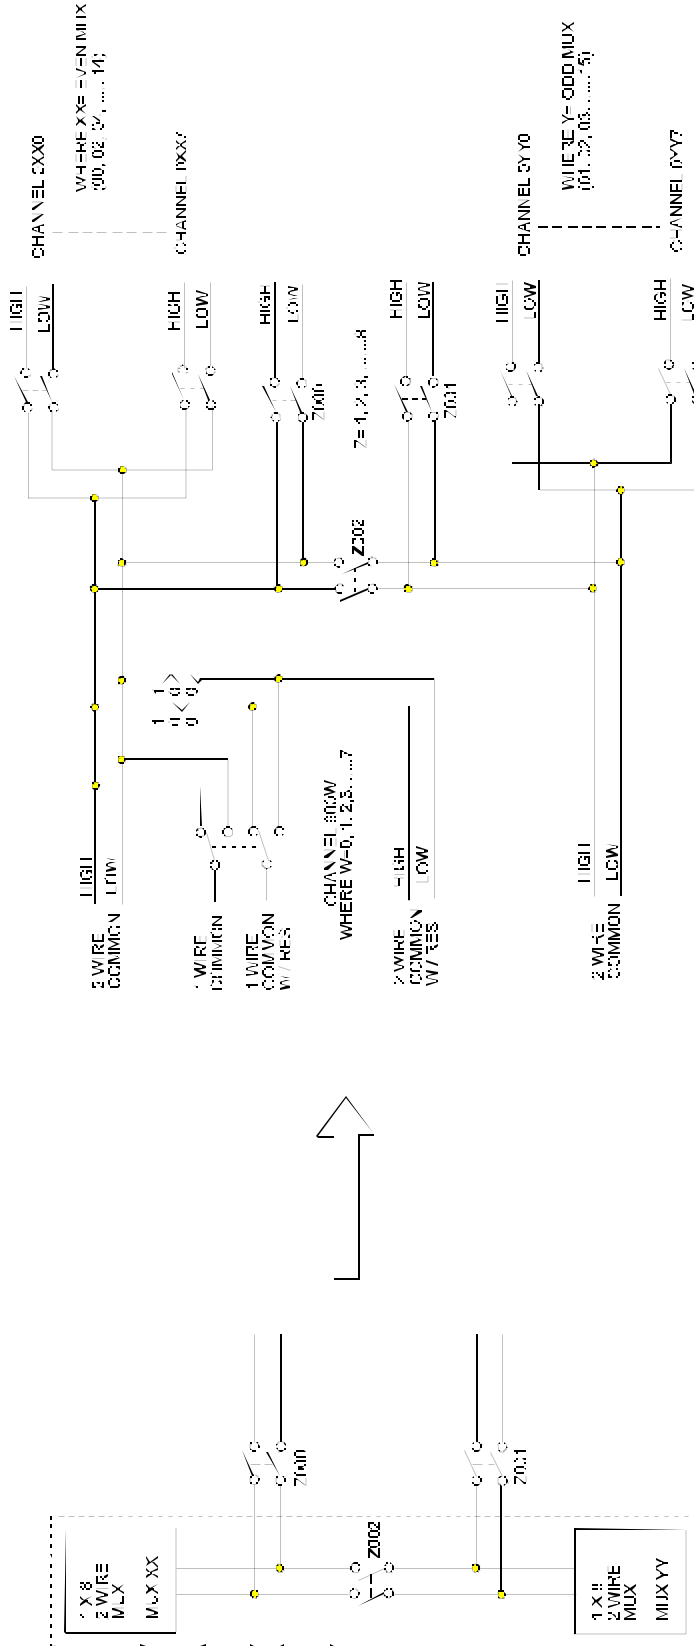 CHANNEL 0XX0
WHERE XX= EVEN MUX
(00, 02, 04, ...... 14)
CHANNEL 0XX7
CHANNEL 0YY0
WHERE Y= ODD MUX
(01, 02, 03, ...... 15)
CHANNEL 0YY7
HIGH
LOW
HIGH
LOW
HIGH
LOW
HIGH
LOW
HIGH
LOW
HIGH
LOW
Z000
Z= 1, 2, 3, ......8
Z001
Z002
CHANNEL 800W
WHERE W=0, 1, 2,3, ....7
HIGH
LOW
HIGH
LOW
HIGH
LOW
2 WIRE
COMMON
1 WIRE
COMMON
1 WIRE
COMMON
W/ RES
2 WIRE
COMMON
W/ RES
2 WIRE
COMMON
Z000
Z001
Z002
1 X 8
2 WIRE
MUX
MUX XX
1 X 8
2 WIRE
MUX
MUX YY